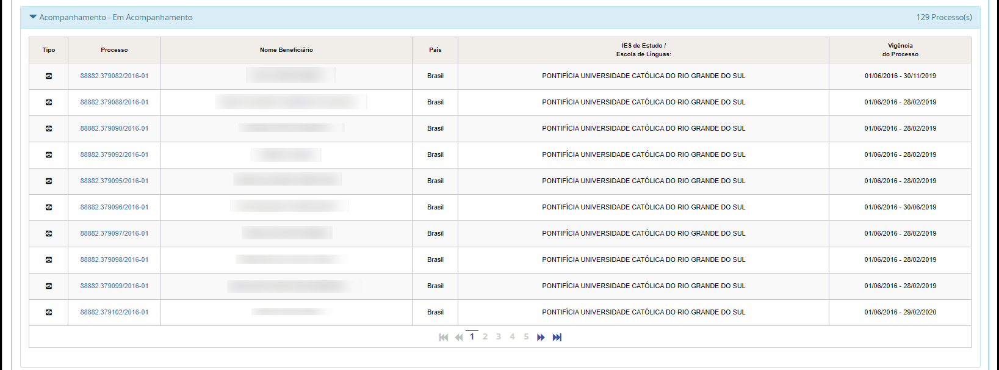 Acompanhamento - Em Acompanhamento 129 Processo(s)
Tipo Processo Nome Beneficiário País IES de Estudo / Escola de Línguas: Vigência do Processo
88882.379082/2016-01 Brasil PONTIFÍCIA UNIVERSIDADE CATÓLICA DO RIO GRANDE DO SUL 01/06/2016 - 30/11/2019
88882.379088/2016-01 Brasil PONTIFÍCIA UNIVERSIDADE CATÓLICA DO RIO GRANDE DO SUL 01/06/2016 - 28/02/2019
88882.379090/2016-01 Brasil PONTIFÍCIA UNIVERSIDADE CATÓLICA DO RIO GRANDE DO SUL 01/06/2016 - 28/02/2019
88882.379092/2016-01 Brasil PONTIFÍCIA UNIVERSIDADE CATÓLICA DO RIO GRANDE DO SUL 01/06/2016 - 28/02/2019
88882.379095/2016-01 Brasil PONTIFÍCIA UNIVERSIDADE CATÓLICA DO RIO GRANDE DO SUL 01/06/2016 - 28/02/2019
88882.379096/2016-01 Brasil PONTIFÍCIA UNIVERSIDADE CATÓLICA DO RIO GRANDE DO SUL 01/06/2016 - 30/06/2019
88882.379097/2016-01 Brasil PONTIFÍCIA UNIVERSIDADE CATÓLICA DO RIO GRANDE DO SUL 01/06/2016 - 28/02/2019
88882.379098/2016-01 Brasil PONTIFÍCIA UNIVERSIDADE CATÓLICA DO RIO GRANDE DO SUL 01/06/2016 - 28/02/2019
88882.379099/2016-01 Brasil PONTIFÍCIA UNIVERSIDADE CATÓLICA DO RIO GRANDE DO SUL 01/06/2016 - 28/02/2019
88882.379102/2016-01 Brasil PONTIFÍCIA UNIVERSIDADE CATÓLICA DO RIO GRANDE DO SUL 01/06/2016 - 29/02/2020
1 2 3 4 5